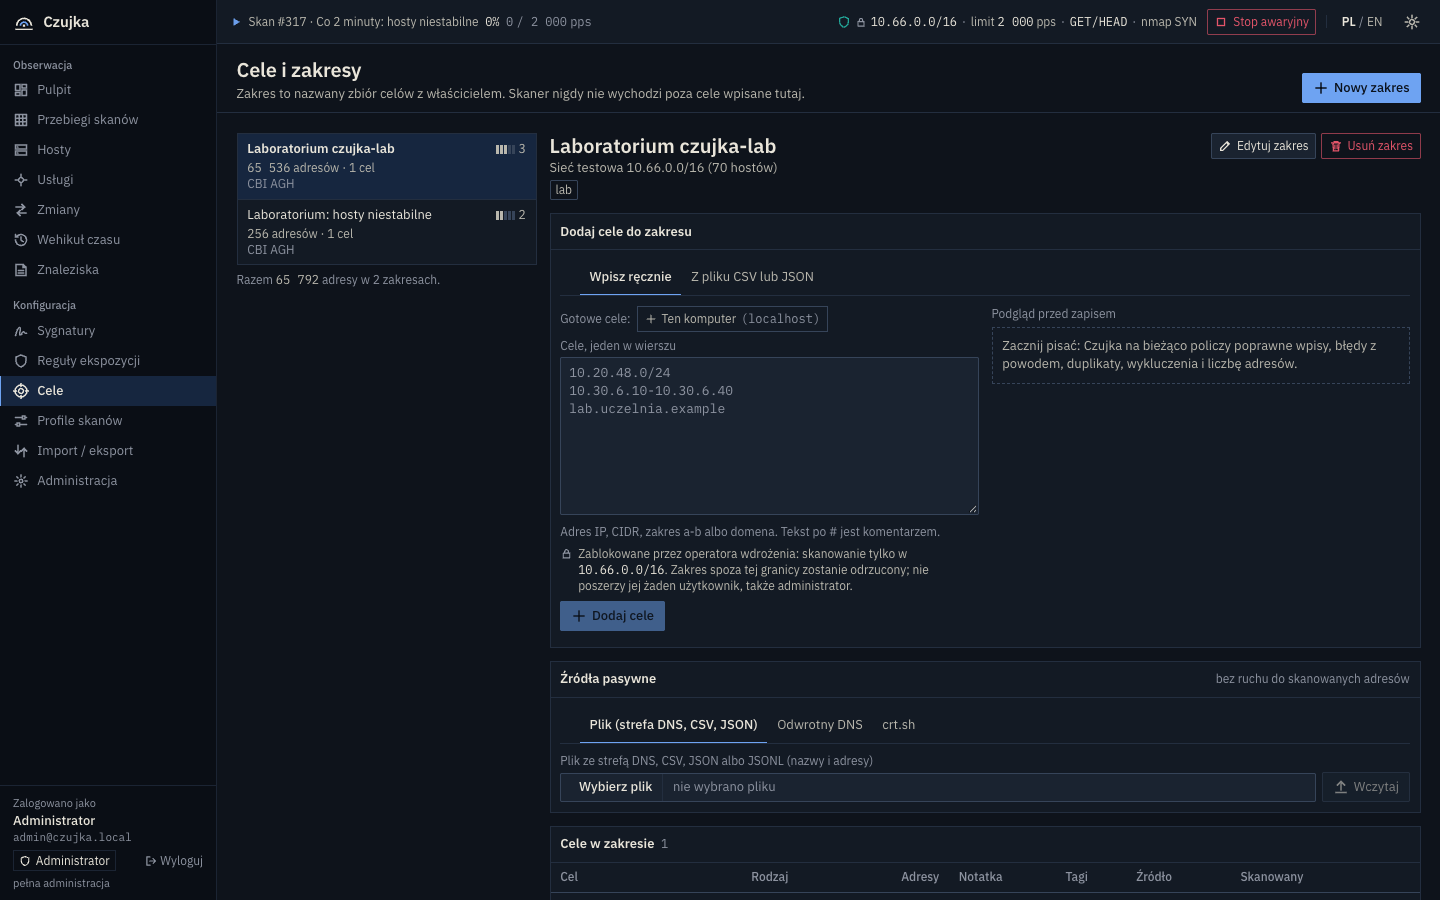 Czujka
Skan #317 · Co 2 minuty: hosty niestabilne 0% 0 / 2 000 pps
10.66.0.0/16 · limit 2 000 pps · GET/HEAD · nmap SYN
Stop awaryjny
PL / EN
Obserwacja
Pulpit
Przebiegi skanów
Hosty
Usługi
Zmiany
Wehikuł czasu
Znaleziska
Konfiguracja
Sygnatury
Reguły ekspozycji
Cele
Profile skanów
Import / eksport
Administracja
Zalogowano jako
Administrator
admin@czujka.local
Administrator
Wyloguj
pełna administracja
Cele i zakresy
Zakres to nazwany zbiór celów z właścicielem. Skaner nigdy nie wychodzi poza cele wpisane tutaj.
Nowy zakres
Laboratorium czujka-lab 3
65 536 adresów · 1 cel
CBI AGH
Laboratorium: hosty niestabilne 2
256 adresów · 1 cel
CBI AGH
Razem 65 792 adresy w 2 zakresach.
Laboratorium czujka-lab
Edytuj zakres
Usuń zakres
Sieć testowa 10.66.0.0/16 (70 hostów)
lab
Dodaj cele do zakresu
Wpisz ręcznie
Z pliku CSV lub JSON
Gotowe cele: Ten komputer (localhost)
Cele, jeden w wierszu
10.20.48.0/24
10.30.6.10-10.30.6.40
lab.uczelnia.example
Adres IP, CIDR, zakres a-b albo domena. Tekst po # jest komentarzem.
Zablokowane przez operatora wdrożenia: skanowanie tylko w
10.66.0.0/16. Zakres spoza tej granicy zostanie odrzucony; nie
poszerzy jej żaden użytkownik, także administrator.
Dodaj cele
Podgląd przed zapisem
Zacznij pisać: Czujka na bieżąco policzy poprawne wpisy, błędy z
powodem, duplikaty, wykluczenia i liczbę adresów.
Źródła pasywne
bez ruchu do skanowanych adresów
Plik (strefa DNS, CSV, JSON)
Odwrotny DNS
crt.sh
Plik ze strefą DNS, CSV, JSON albo JSONL (nazwy i adresy)
Wybierz plik
nie wybrano pliku
Wczytaj
Cele w zakresie 1
Cel Rodzaj Adresy Notatka Tagi Źródło Skanowany